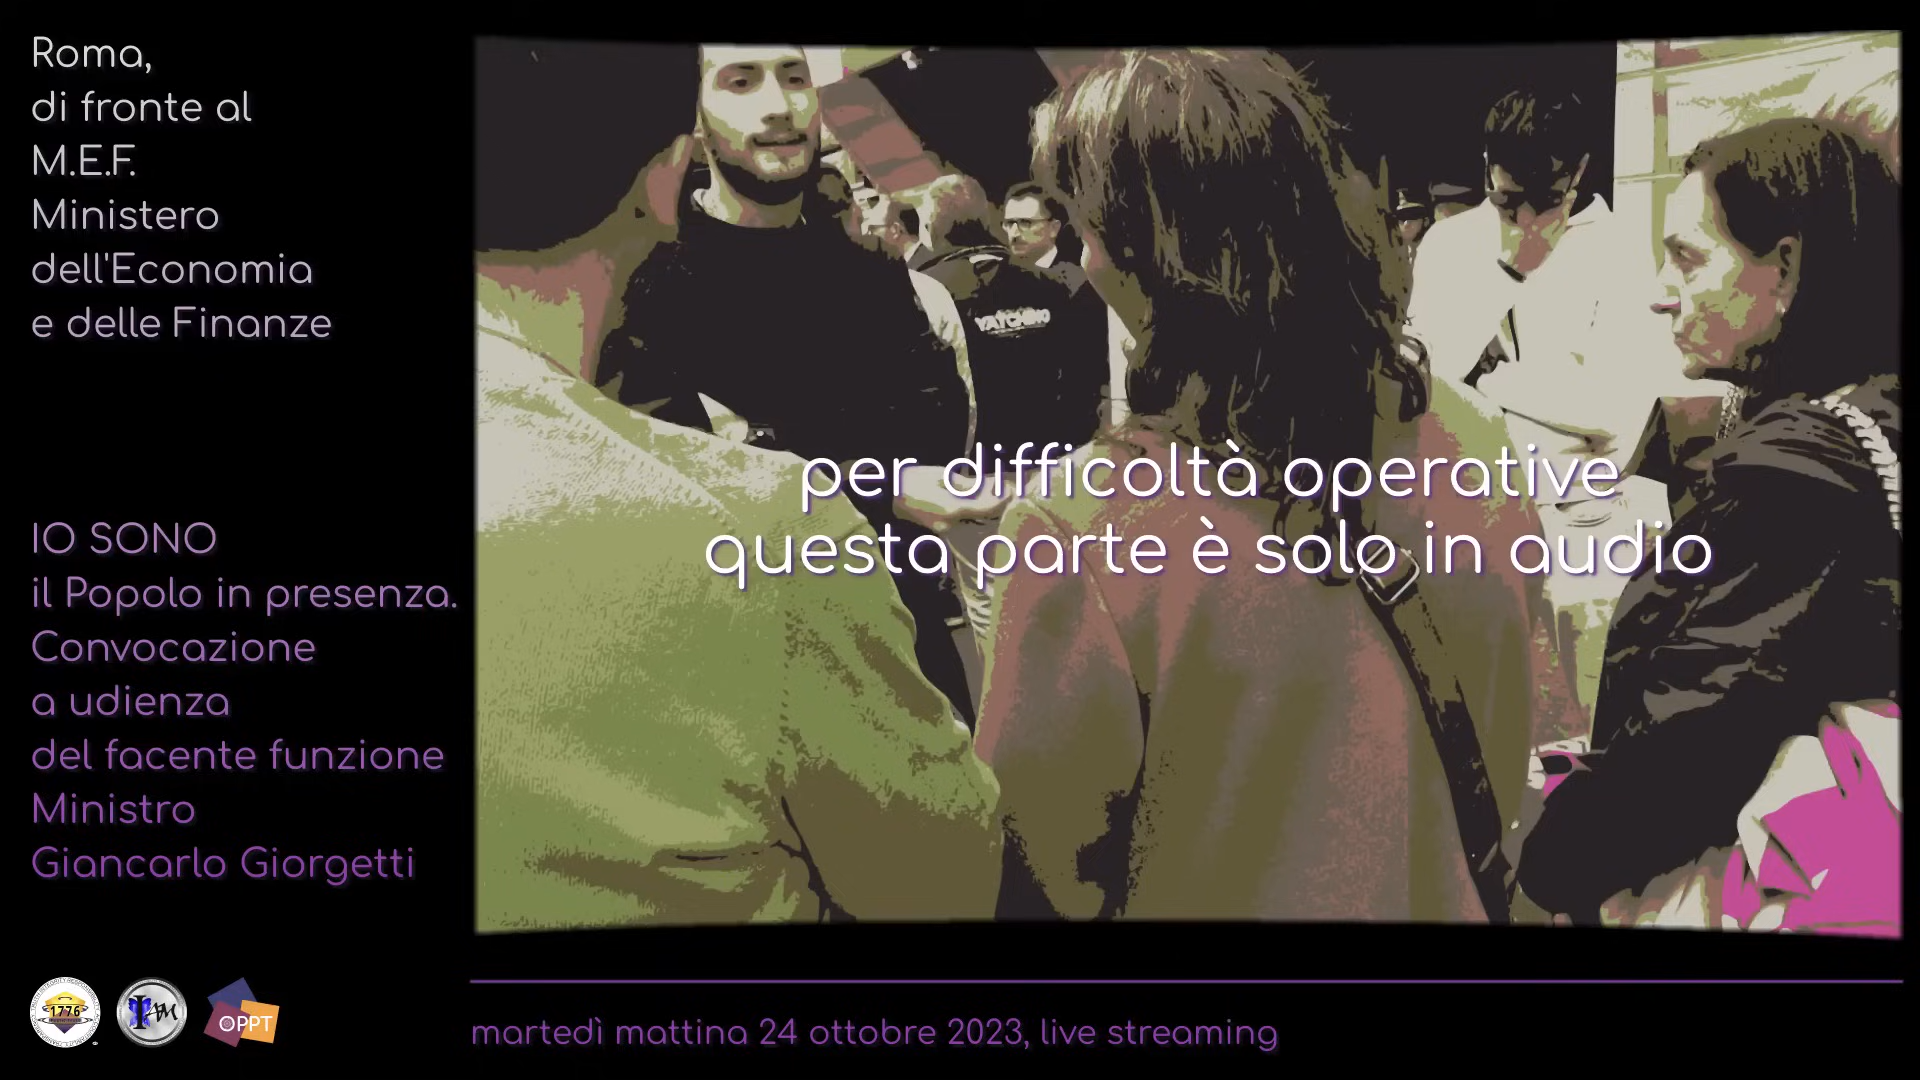 Roma,
di fronte al
M.E.F.
Ministero
dell'Economia
e delle Finanze
IO SONO
il Popolo in presenza.
Convocazione
a udienza
del facente funzione
Ministro
Giancarlo Giorgetti
per difficoltà operative
questa parte è solo in audio
1776
I AM
OPPT
martedì mattina 24 ottobre 2023, live streaming